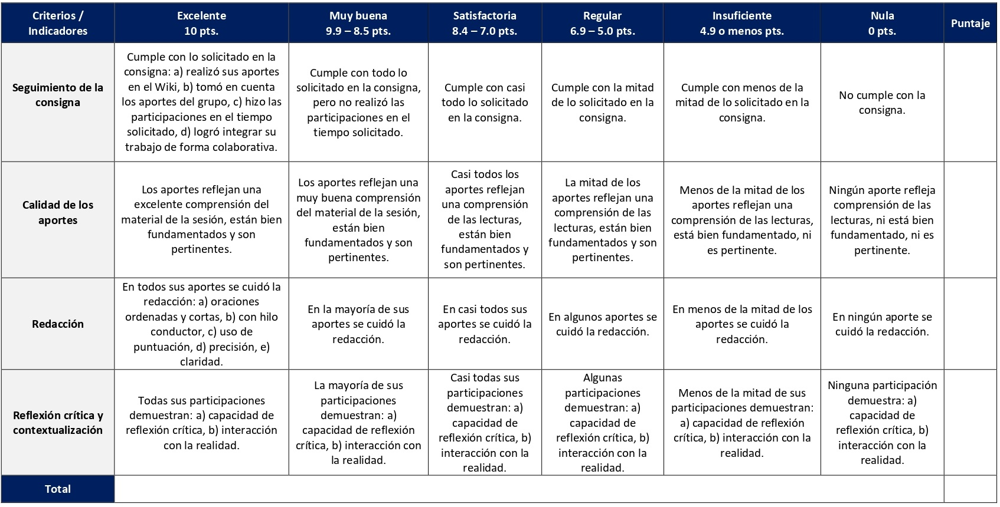 Criterios /
Indicadores
Excelente
10 pts.
Muy buena
9.9 – 8.5 pts.
Satisfactoria
8.4 – 7.0 pts.
Regular
6.9 – 5.0 pts.
Insuficiente
4.9 o menos pts.
Nula
0 pts.
Puntaje
Seguimiento de la
consigna
Cumple con lo solicitado en la
consigna: a) realizó sus aportes
en el Wiki, b) tomó en cuenta
los aportes del grupo, c) hizo las
participaciones en el tiempo
solicitado, d) logró integrar su
trabajo de forma colaborativa.
Cumple con todo lo
solicitado en la consigna,
pero no realizó las
participaciones en el
tiempo solicitado.
Cumple con casi
todo lo solicitado
en la consigna.
Cumple con la mitad
de lo solicitado en la
consigna.
Cumple con menos de la
mitad de lo solicitado en la
consigna.
No cumple con la
consigna.
Calidad de los
aportes
Los aportes reflejan una
excelente comprensión del
material de la sesión, están bien
fundamentados y son
pertinentes.
Los aportes reflejan una
muy buena comprensión
del material de la sesión,
están bien
fundamentados y son
pertinentes.
Casi todos los
aportes reflejan
una comprensión
de las lecturas,
están bien
fundamentados y
son pertinentes.
La mitad de los
aportes reflejan una
comprensión de las
lecturas, están bien
fundamentados y son
pertinentes.
Menos de la mitad de los
aportes reflejan una
comprensión de las lecturas,
está bien fundamentado, ni
es pertinente.
Ningún aporte refleja
comprensión de las
lecturas, ni está bien
fundamentado, ni es
pertinente.
Redacción
En todos sus aportes se cuidó la
redacción: a) oraciones
ordenadas y cortas, b) con hilo
conductor, c) uso de
puntuación, d) precisión, e)
claridad.
En la mayoría de sus
aportes se cuidó la
redacción.
En casi todos sus
aportes se cuidó la
redacción.
En algunos aportes se
cuidó la redacción.
En menos de la mitad de los
aportes se cuidó la
redacción.
En ningún aporte se
cuidó la redacción.
Reflexión crítica y
contextualización
Todas sus participaciones
demuestran: a) capacidad de
reflexión crítica, b) interacción
con la realidad.
La mayoría de sus
participaciones
demuestran: a)
capacidad de reflexión
crítica, b) interacción con
la realidad.
Casi todas sus
participaciones
demuestran: a)
capacidad de
reflexión crítica, b)
interacción con la
realidad.
Algunas
participaciones
demuestran: a)
capacidad de
reflexión crítica, b)
interacción con la
realidad.
Menos de la mitad de sus
participaciones demuestran:
a) capacidad de reflexión
crítica, b) interacción con la
realidad.
Ninguna participación
demuestra: a)
capacidad de
reflexión crítica, b)
interacción con la
realidad.
Total